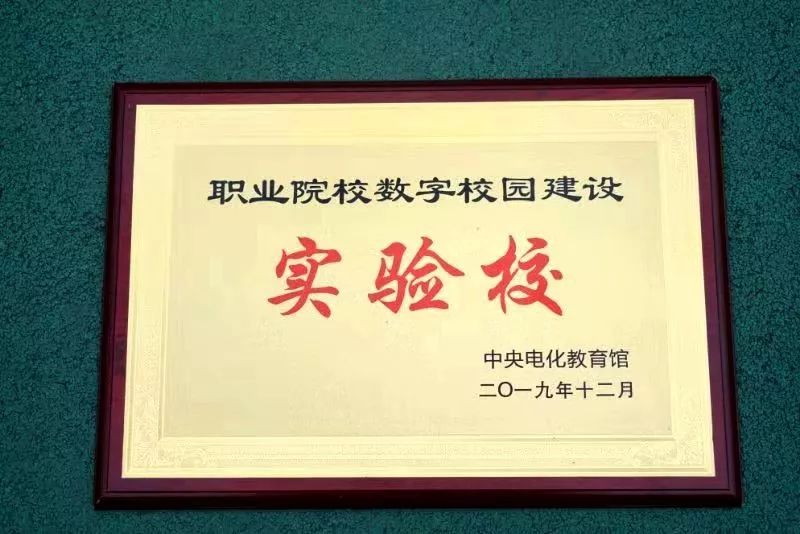 职业院校数字校园建设
实验校
中央电化教育馆
二〇一九年十二月